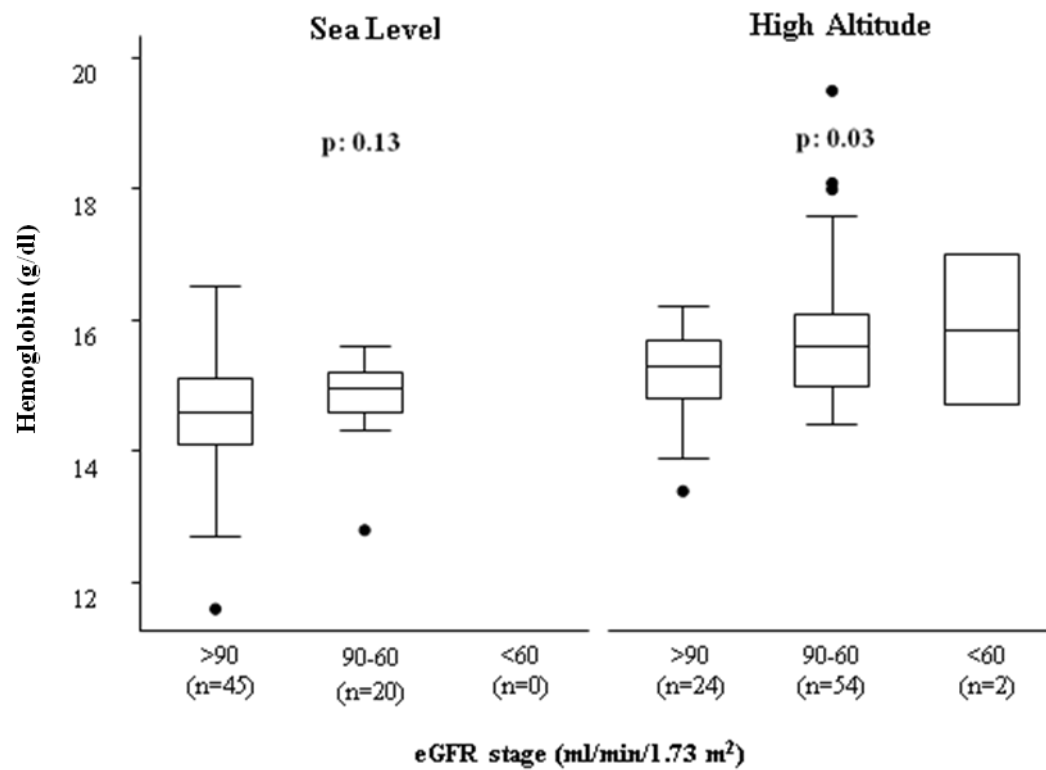 Sea Level
High Altitude
p: 0.13
p: 0.03
Hemoglobin (g/dl)
20
18
16
14
12
>90
(n=45)
90-60
(n=20)
<60
(n=0)
>90
(n=24)
90-60
(n=54)
<60
(n=2)
eGFR stage (ml/min/1.73 m²)